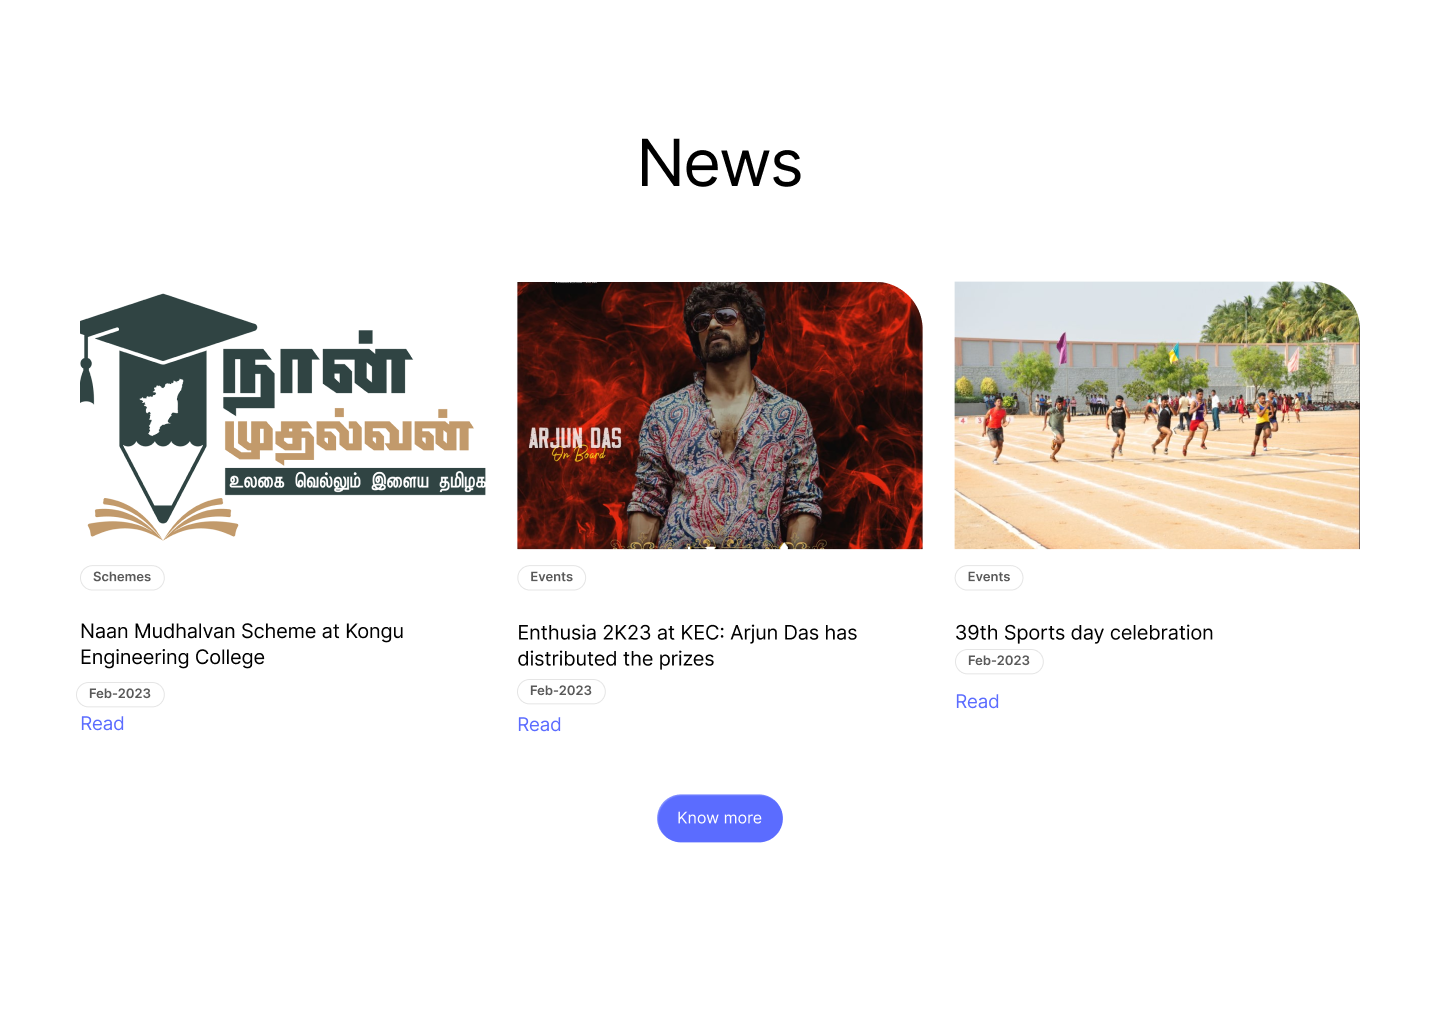 News
நான்
முதல்வன்
உலகை வெல்லும் இளைய தமிழக
ARJUN DAS
On Board
Schemes
Events
Events
Naan Mudhalvan Scheme at Kongu
Engineering College
Feb-2023
Read
Enthusia 2K23 at KEC: Arjun Das has
distributed the prizes
Feb-2023
Read
39th Sports day celebration
Feb-2023
Read
Know more